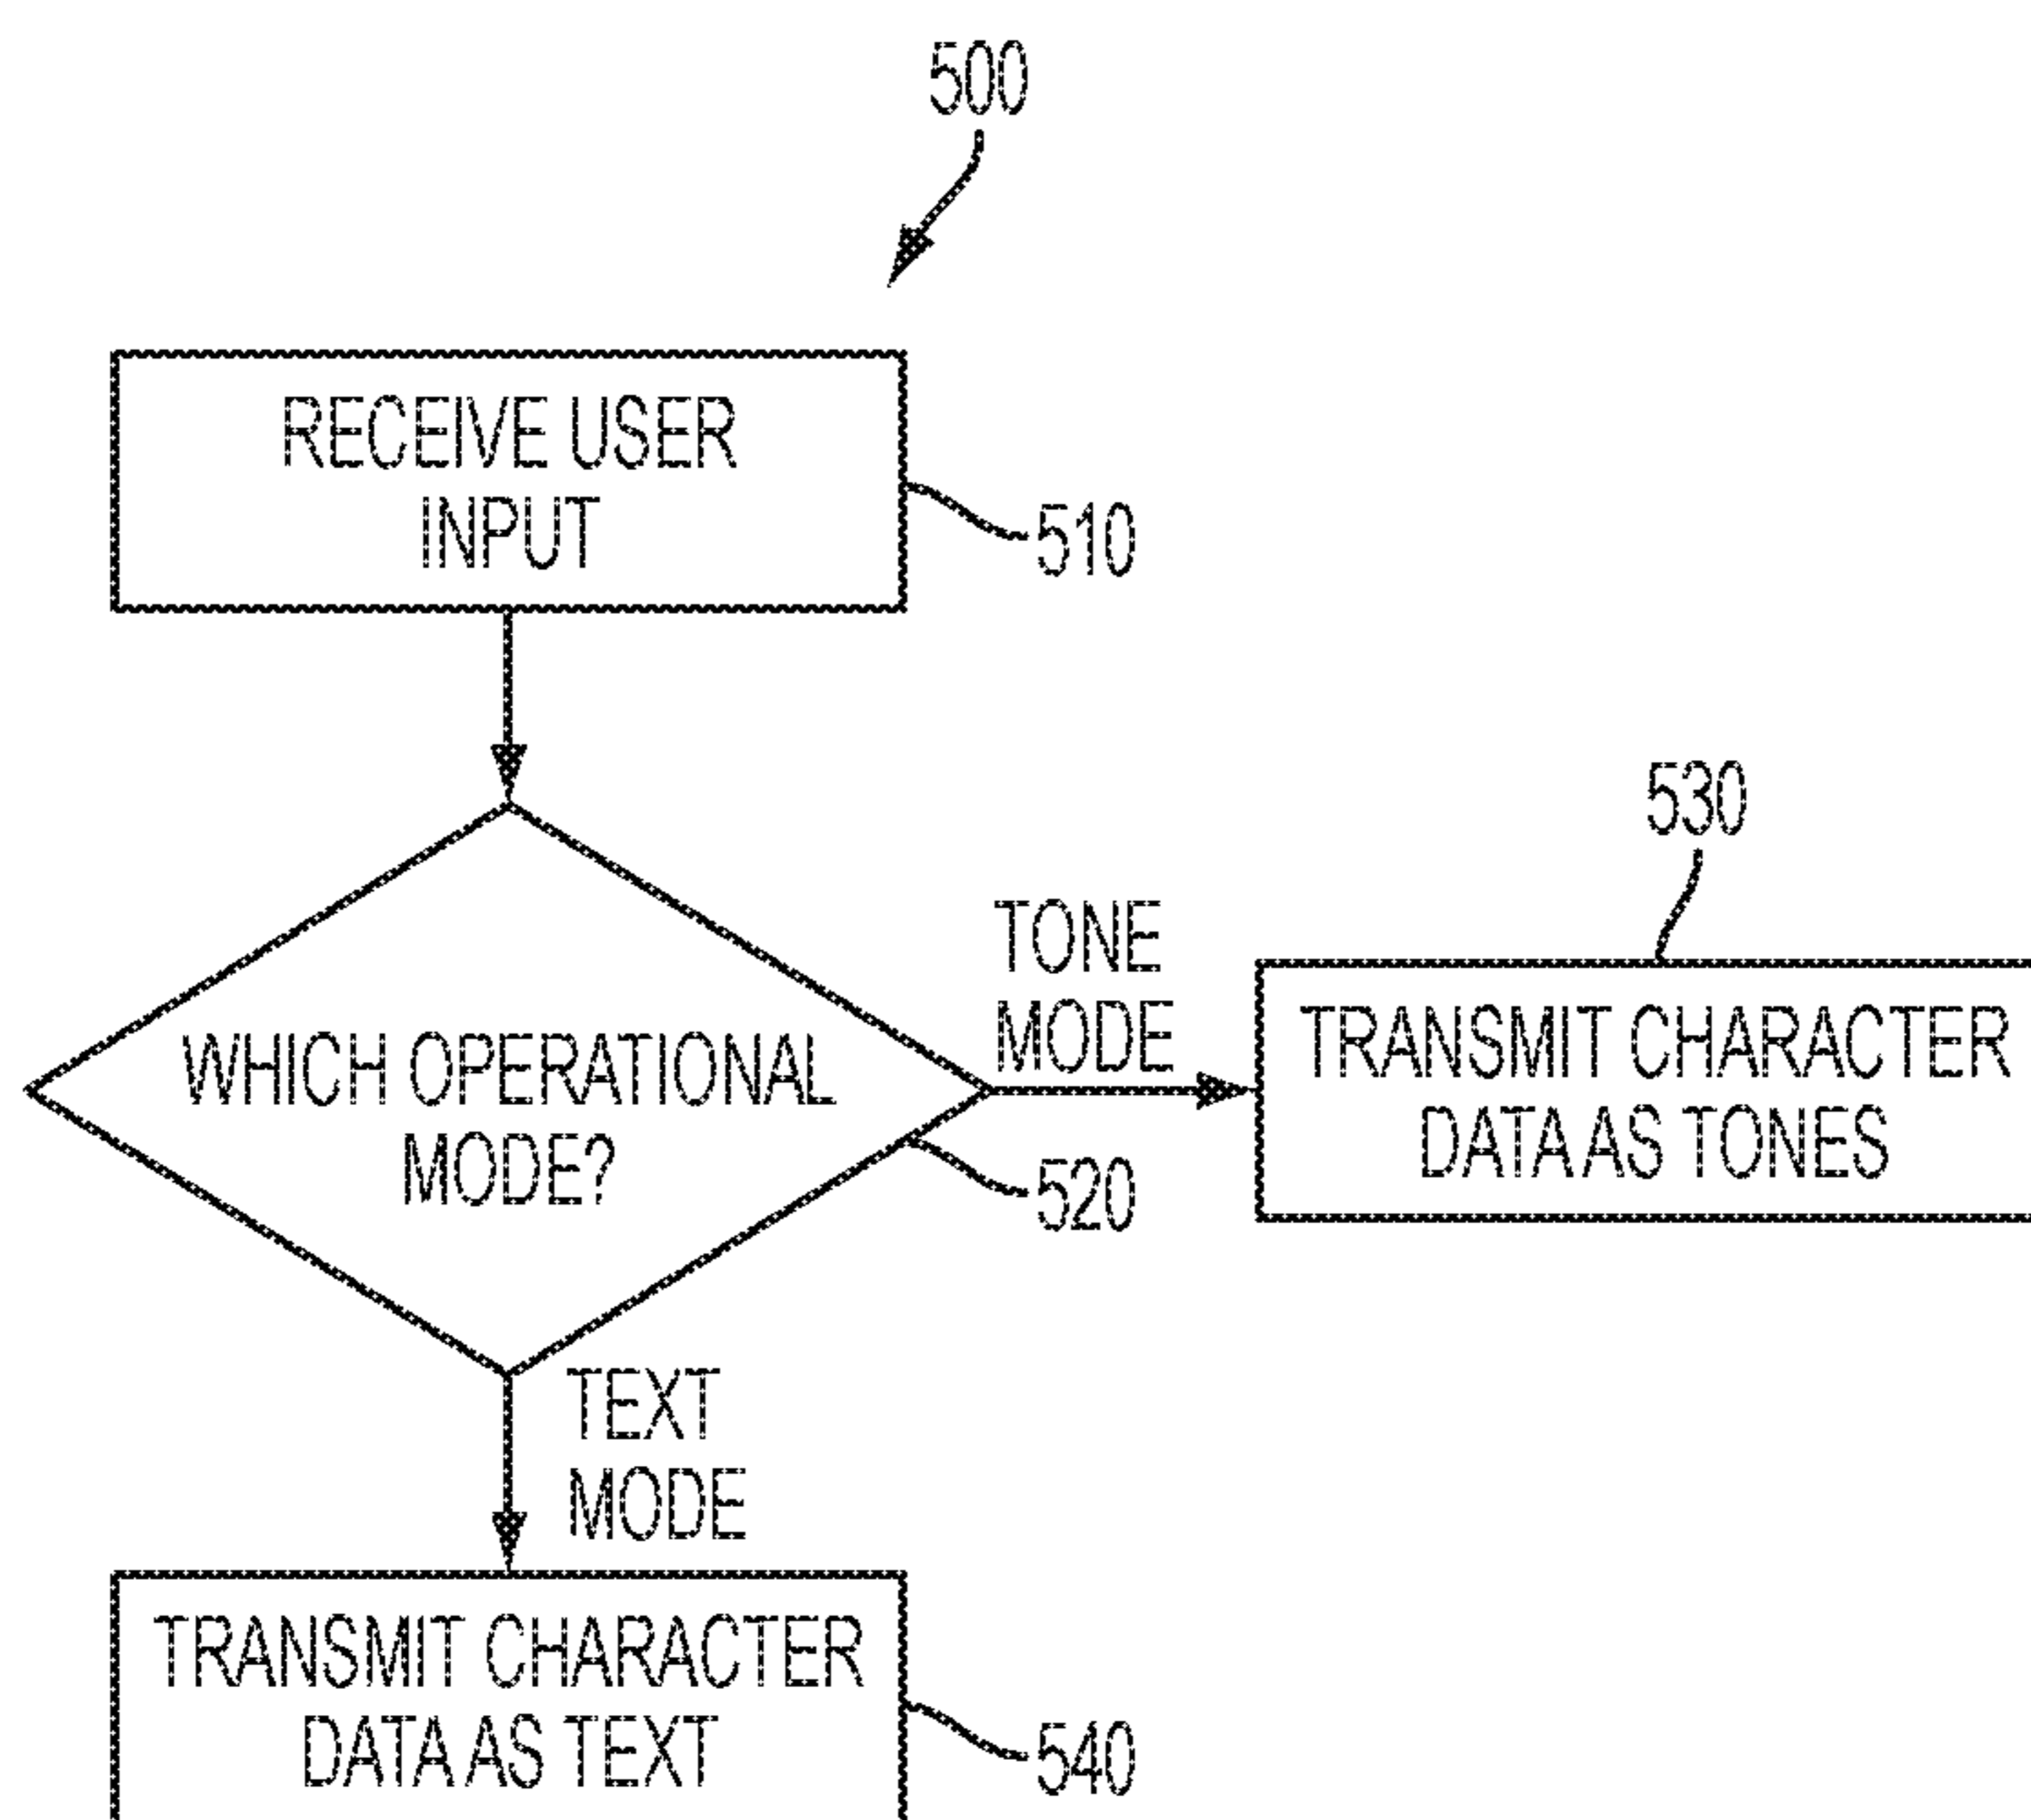 500
RECEIVE USER
INPUT
510
WHICH OPERATIONAL
MODE?
520
TONE
MODE
530
TRANSMIT CHARACTER
DATA AS TONES
TEXT
MODE
TRANSMIT CHARACTER
DATA AS TEXT
540